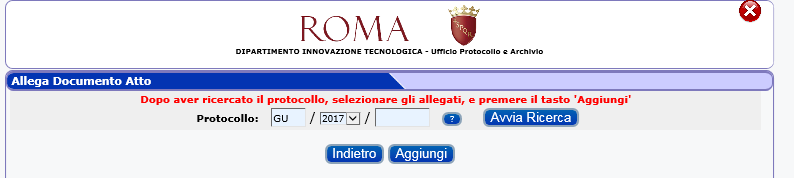 ROMA
DIPARTIMENTO INNOVAZIONE TECNOLOGICA - Ufficio Protocollo e Archivio
Allega Documento Atto
Dopo aver ricercato il protocollo, selezionare gli allegati, e premere il tasto 'Aggiungi'
Protocollo: GU / 2017 / ? Avvia Ricerca
Indietro Aggiungi